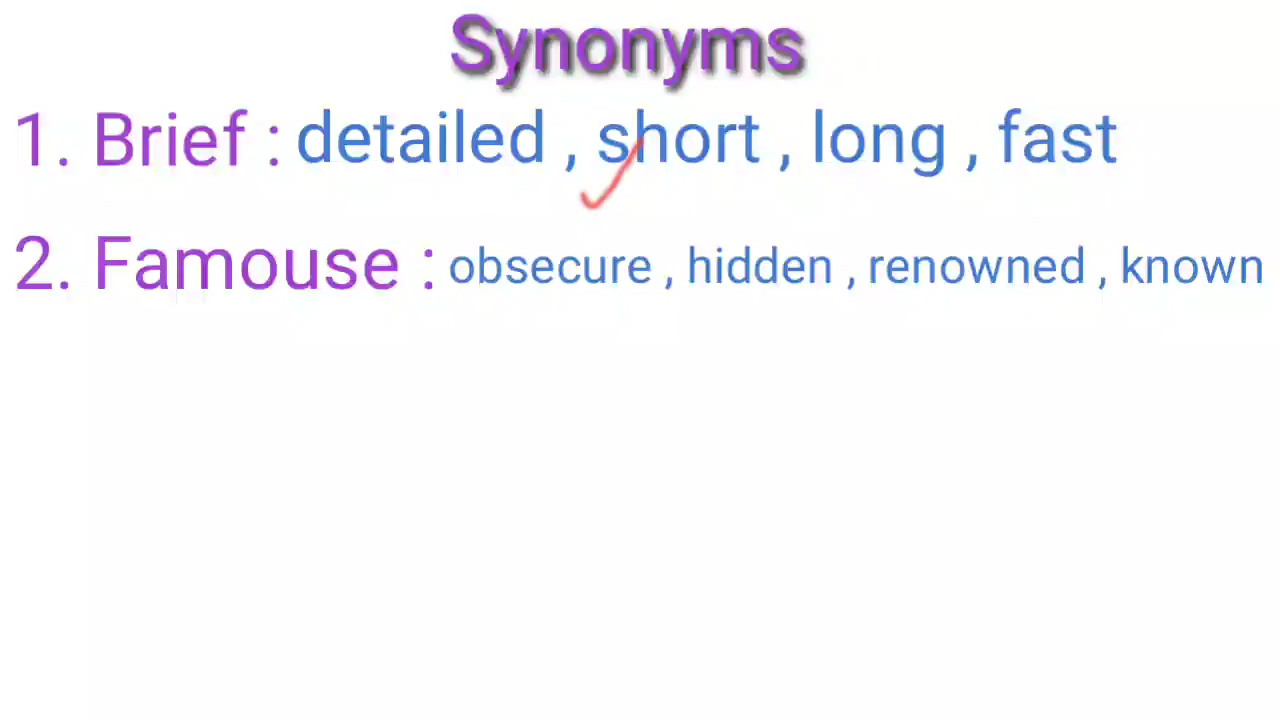 Synonyms
1. Brief : detailed , short , long , fast
2. Famouse : obsecure , hidden , renowned , known